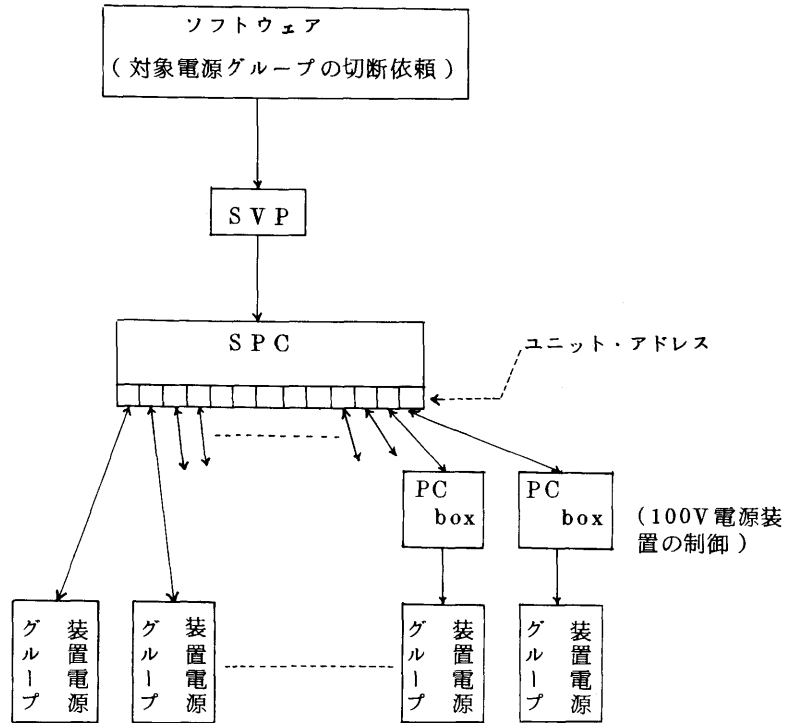 ソフトウェア
(対象電源グループの切断依頼)
SVP
SPC
ユニット・アドレス
PC
box
PC
box
(100V電源装
置の制御)
装置電源
グループ
装置電源
グループ
装置電源
グループ
装置電源
グループ